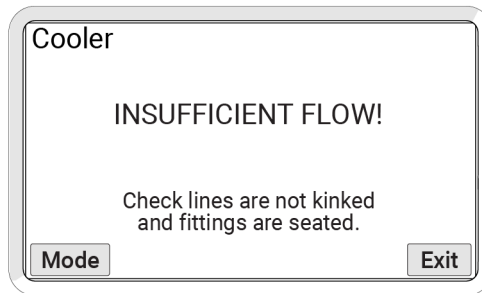 Cooler
INSUFFICIENT FLOW!
Check lines are not kinked
and fittings are seated.
Mode
Exit